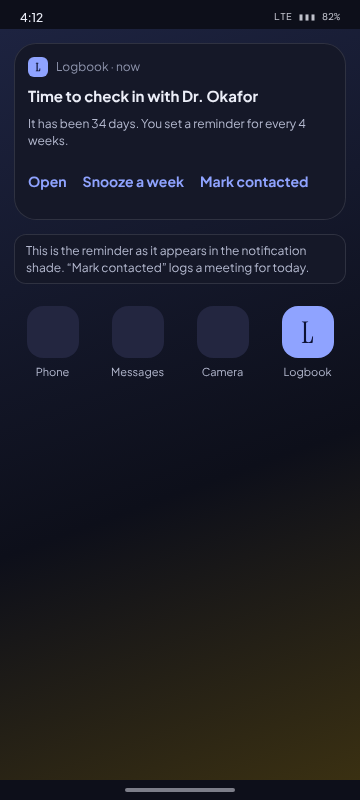 4:12
LTE 82%
L Logbook · now
Time to check in with Dr. Okafor
It has been 34 days. You set a reminder for every 4
weeks.
Open Snooze a week Mark contacted
This is the reminder as it appears in the notification
shade. “Mark contacted” logs a meeting for today.
L
Phone Messages Camera Logbook